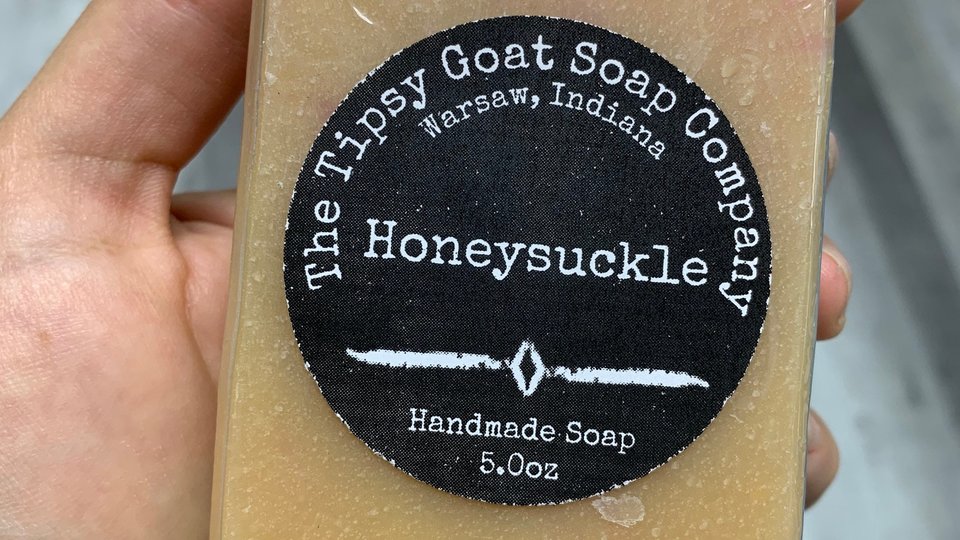 The Tipsy Goat Soap Company
Warsaw, Indiana
Honeysuckle
Handmade Soap
5.0oz